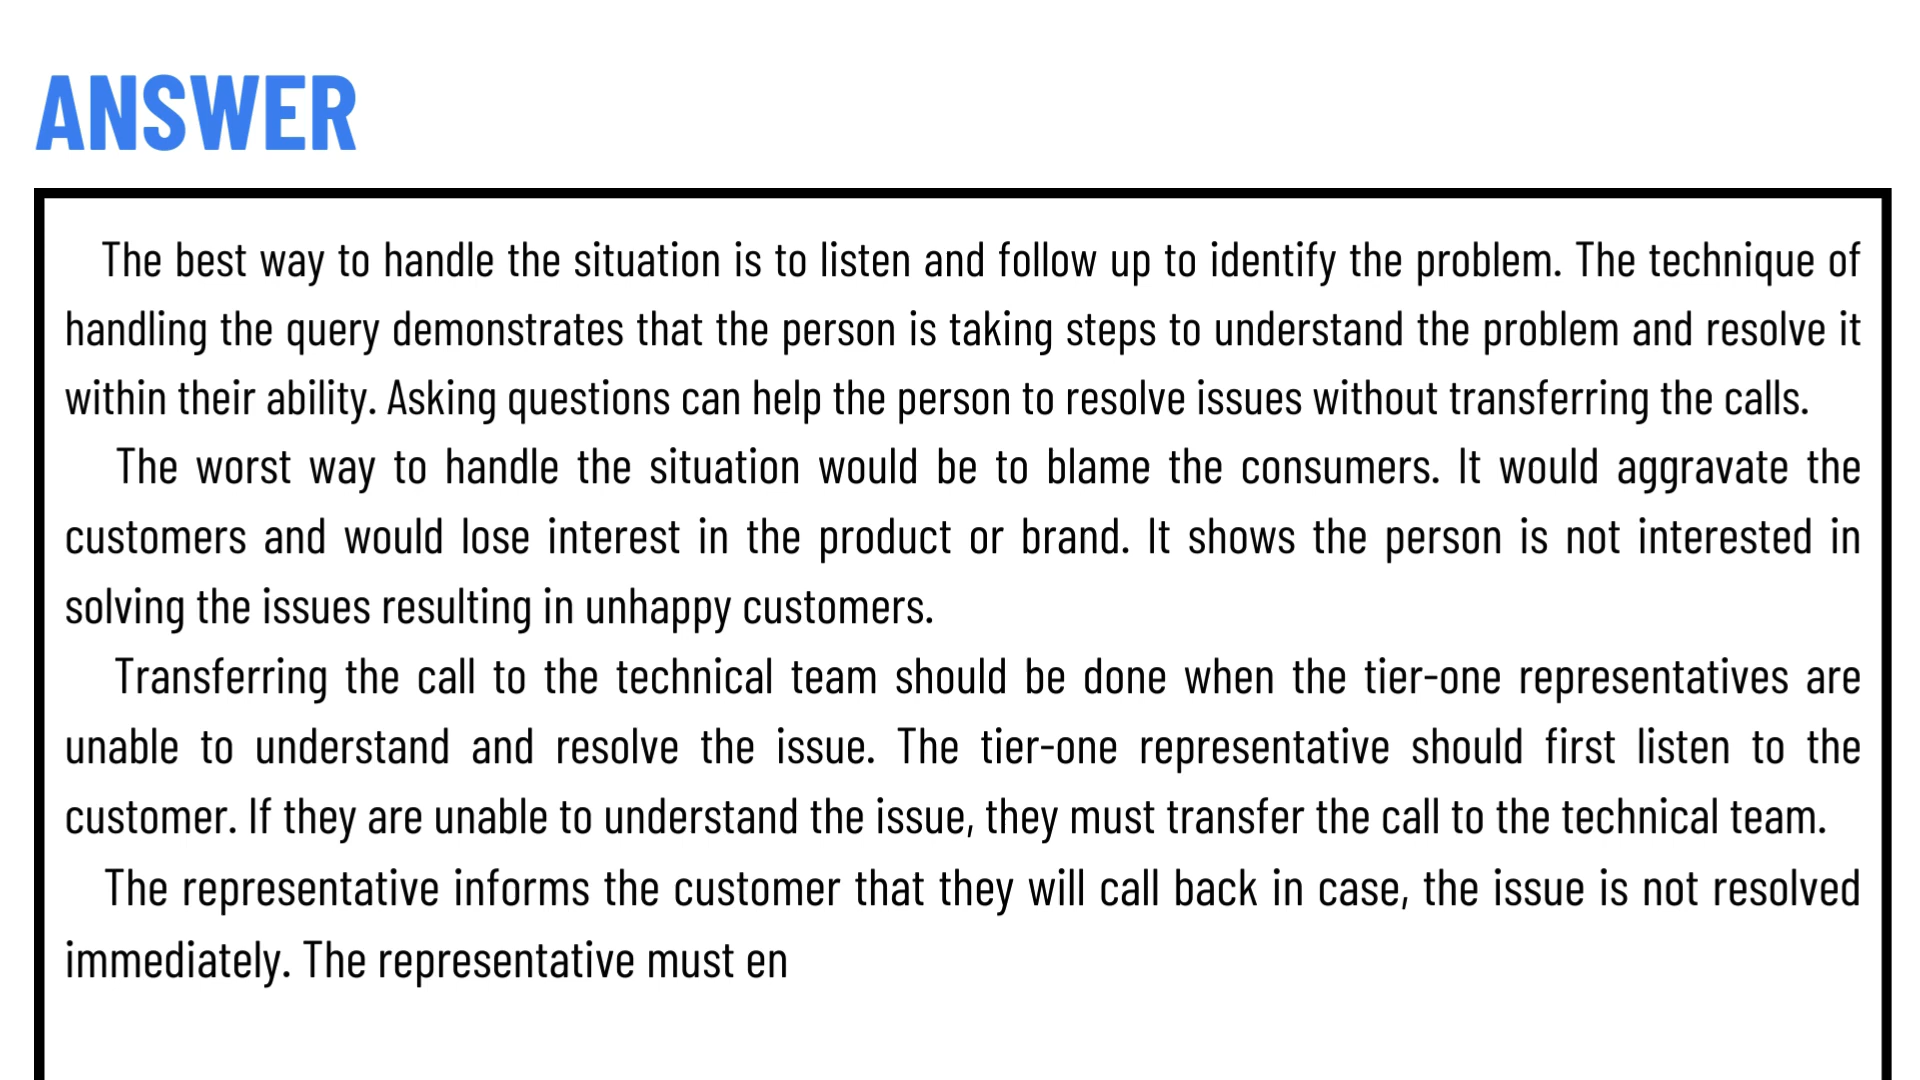 ANSWER
The best way to handle the situation is to listen and follow up to identify the problem. The technique of
handling the query demonstrates that the person is taking steps to understand the problem and resolve it
within their ability. Asking questions can help the person to resolve issues without transferring the calls.
The worst way to handle the situation would be to blame the consumers. It would aggravate the
customers and would lose interest in the product or brand. It shows the person is not interested in
solving the issues resulting in unhappy customers.
Transferring the call to the technical team should be done when the tier-one representatives are
unable to understand and resolve the issue. The tier-one representative should first listen to the
customer. If they are unable to understand the issue, they must transfer the call to the technical team.
The representative informs the customer that they will call back in case, the issue is not resolved
immediately. The representative must en